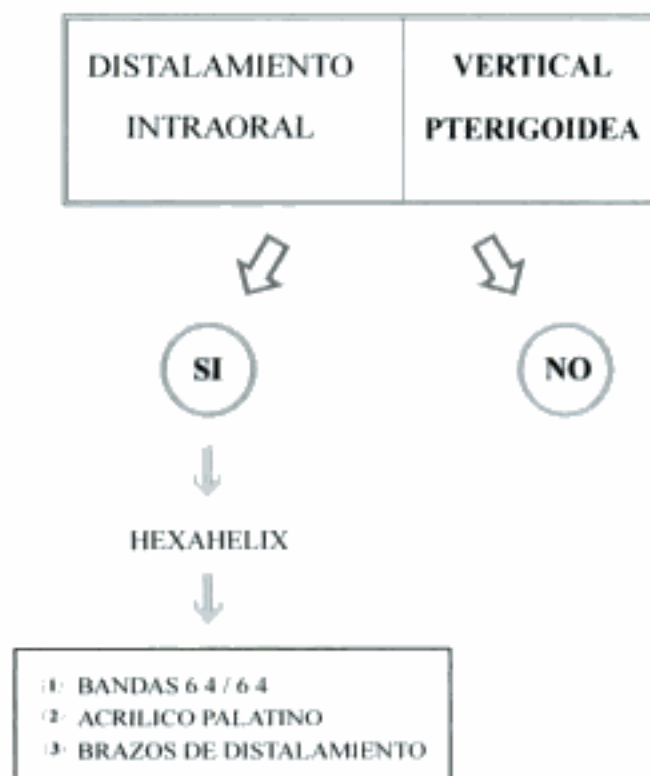 DISTALAMIENTO
INTRAORAL
VERTICAL
PTERIGOIDEA
SI
NO
HEXAHELIX
1 BANDAS 6 4 / 6 4
2 ACRILICO PALATINO
3 BRAZOS DE DISTALAMIENTO